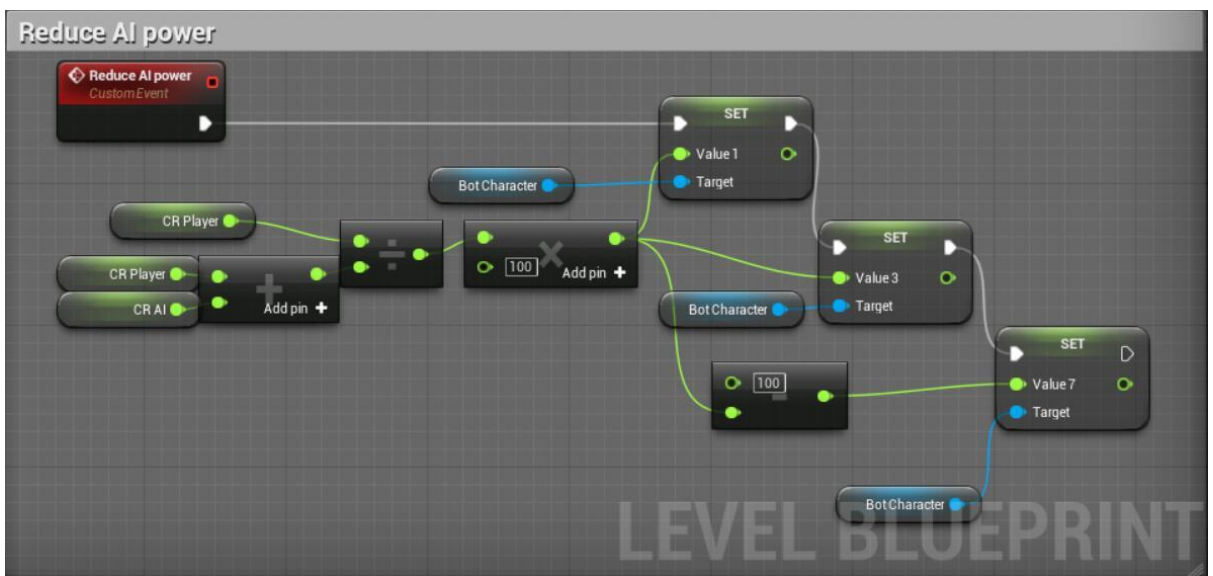 Reduce AI power
Reduce AI power
CustomEvent
SET
Value 1
Target
Bot Character
CR Player
÷
×
100
Add pin +
CR Player
CR AI
+
Add pin +
SET
Value 3
Target
Bot Character
100
-
SET
Value 7
Target
Bot Character
LEVEL BLUEPRINT